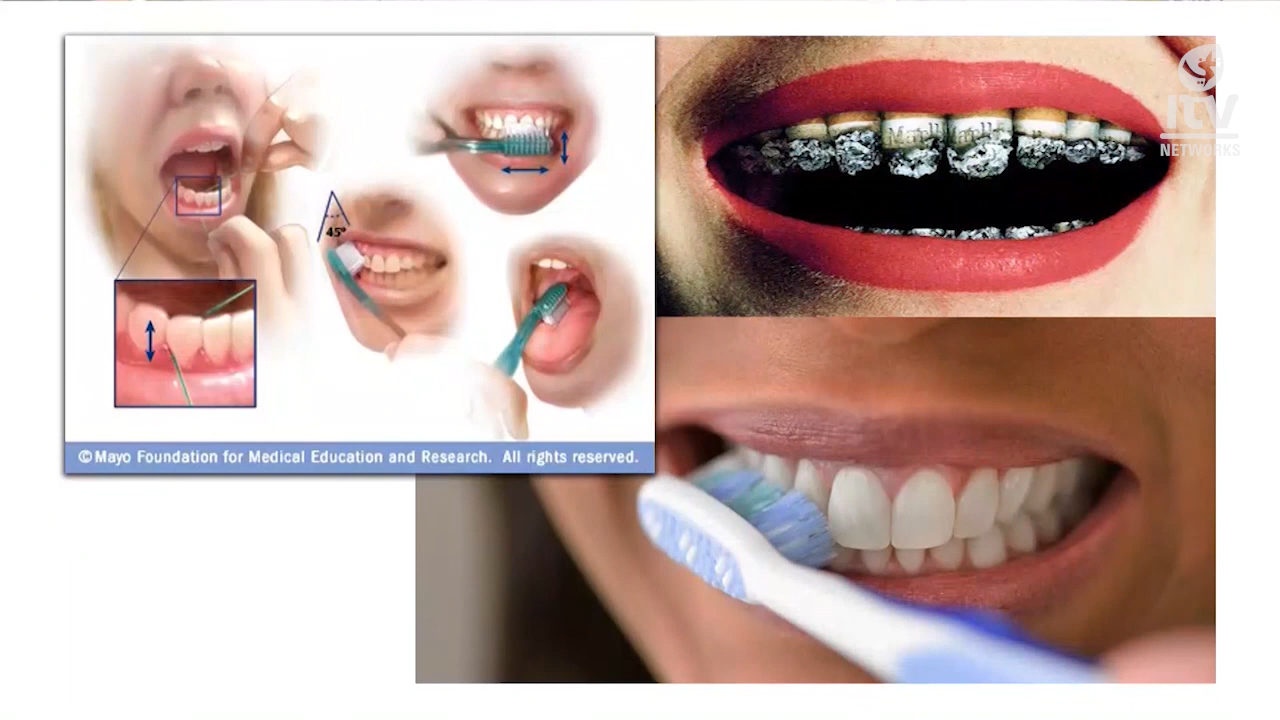 45°
©Mayo Foundation for Medical Education and Research. All rights reserved.
iTV
NETWORKS